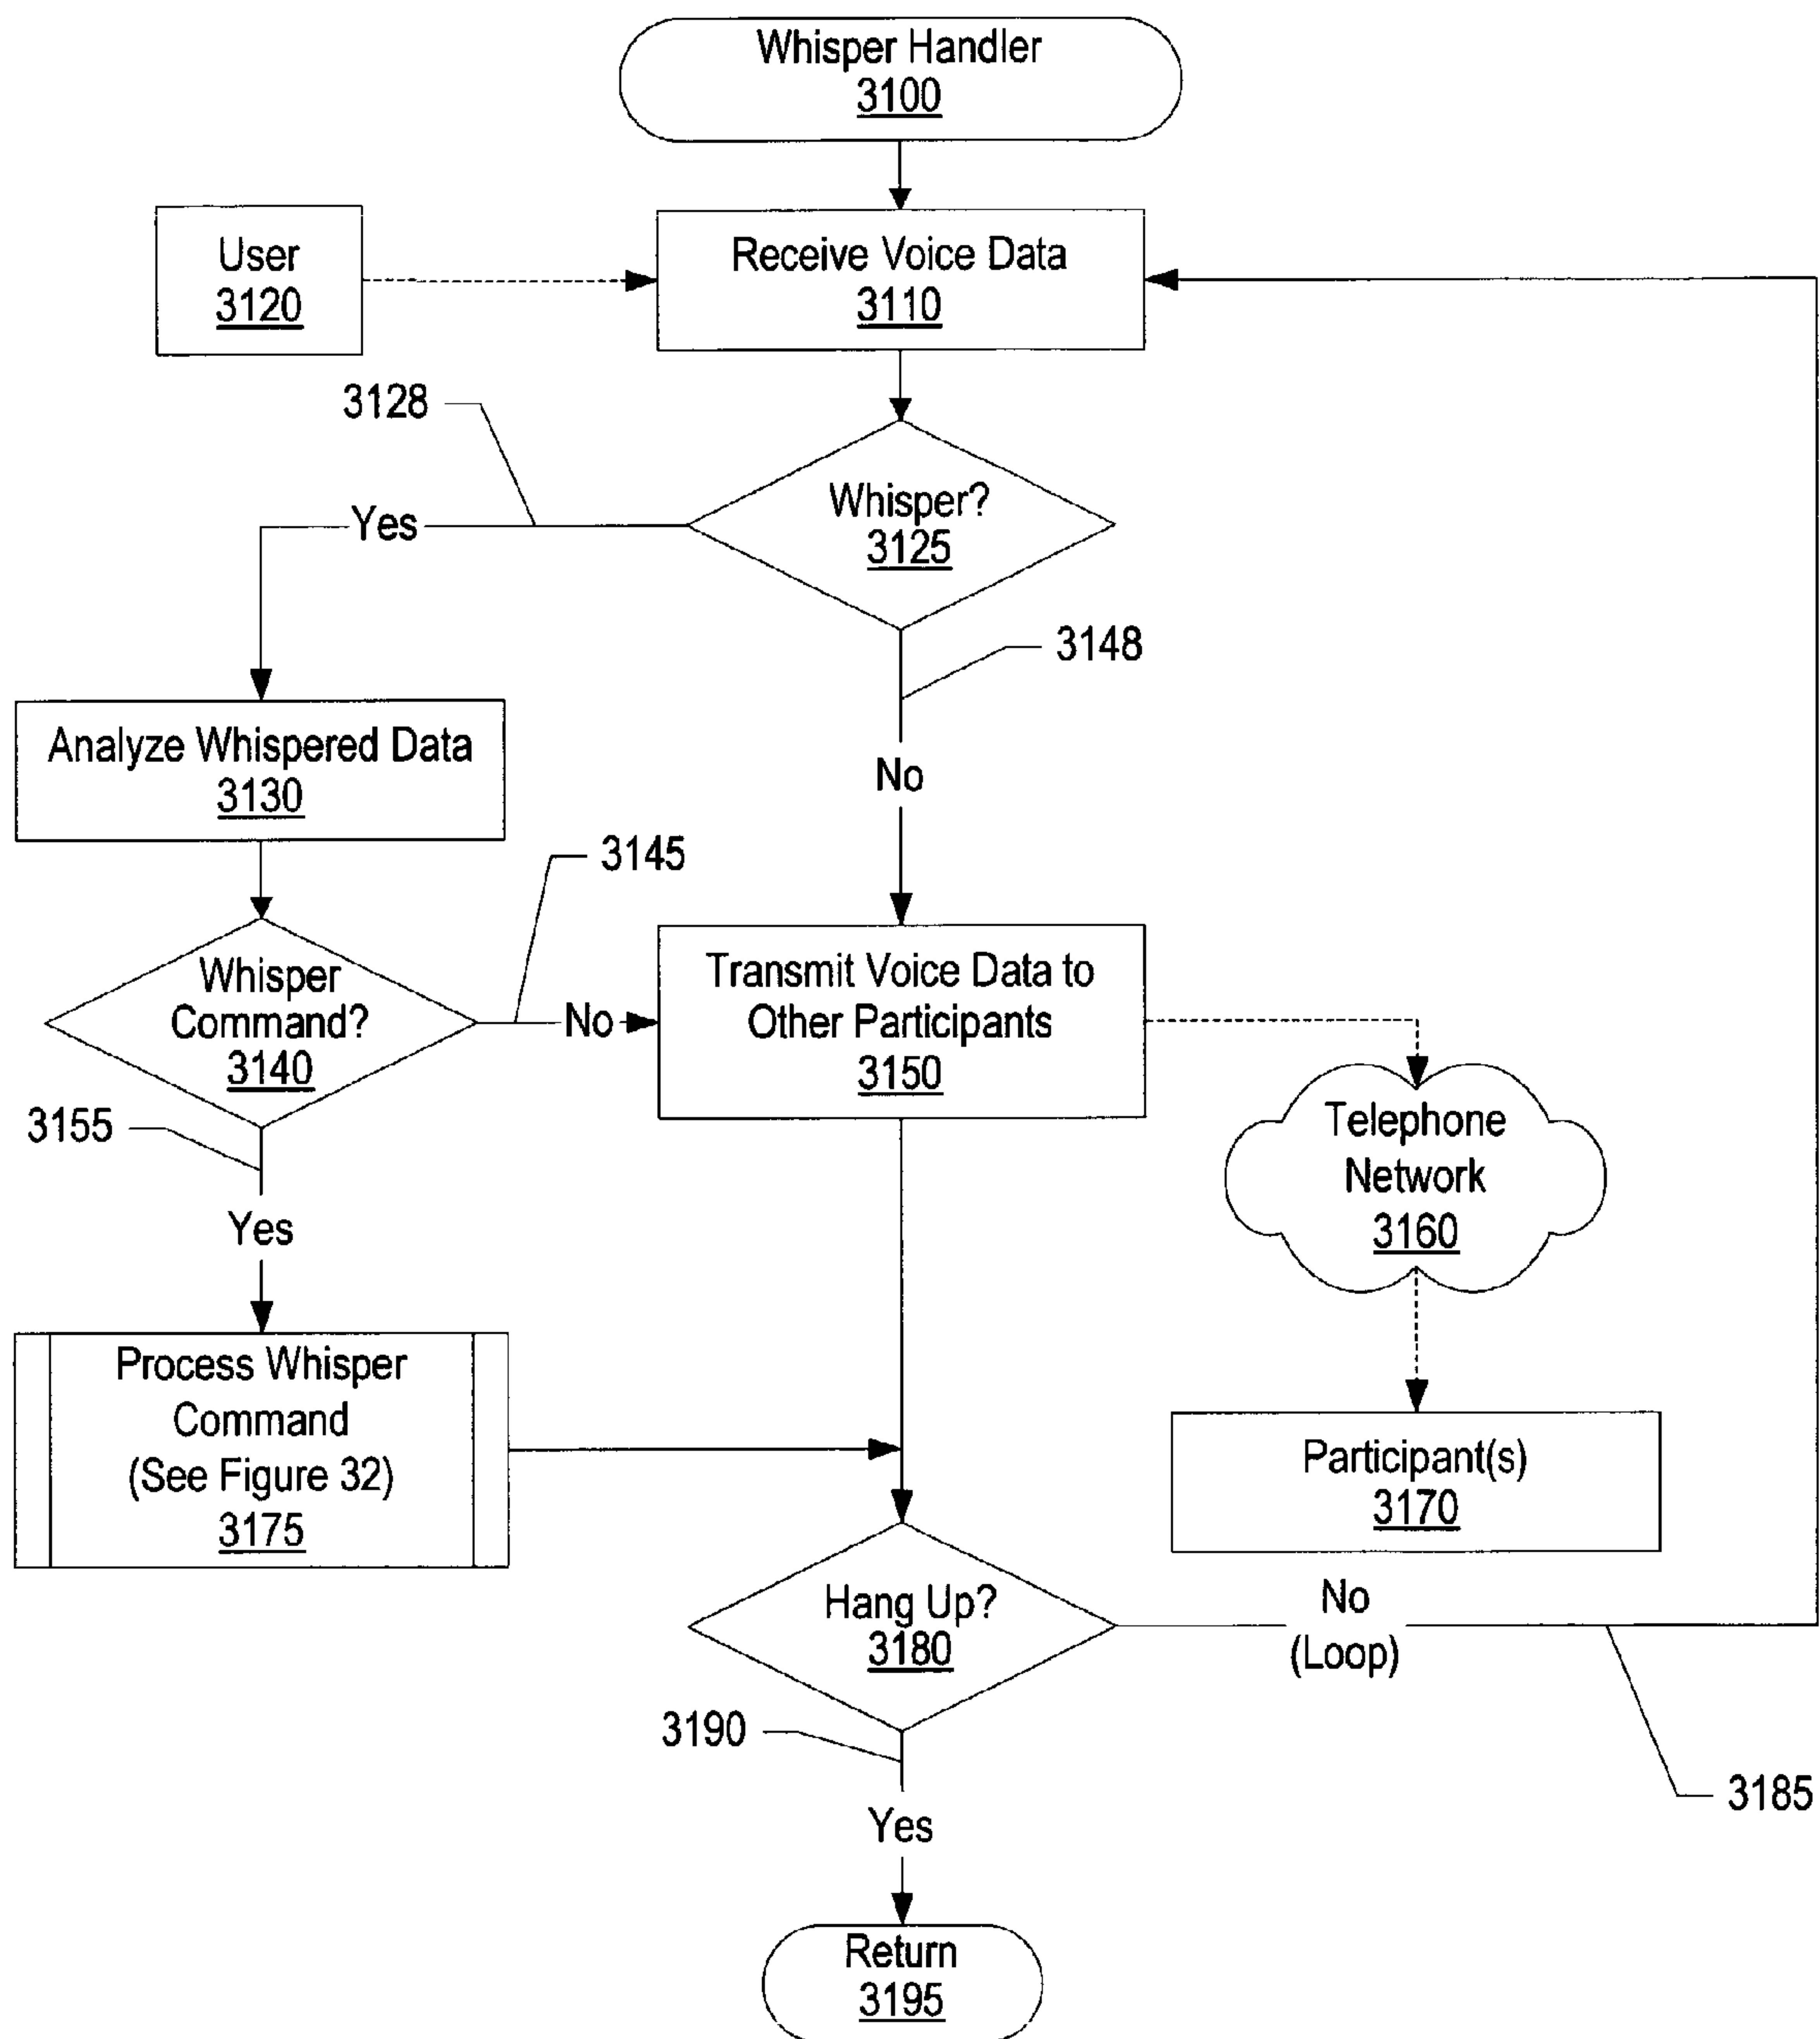 Whisper Handler
3100
User
3120
Receive Voice Data
3110
3128
Whisper?
3125
Yes
3148
Analyze Whispered Data
3130
No
3145
Whisper
Command?
3140
No
Transmit Voice Data to
Other Participants
3150
3155
Telephone
Network
3160
Yes
Process Whisper
Command
(See Figure 32)
3175
Participant(s)
3170
Hang Up?
3180
No
(Loop)
3190
3185
Yes
Return
3195